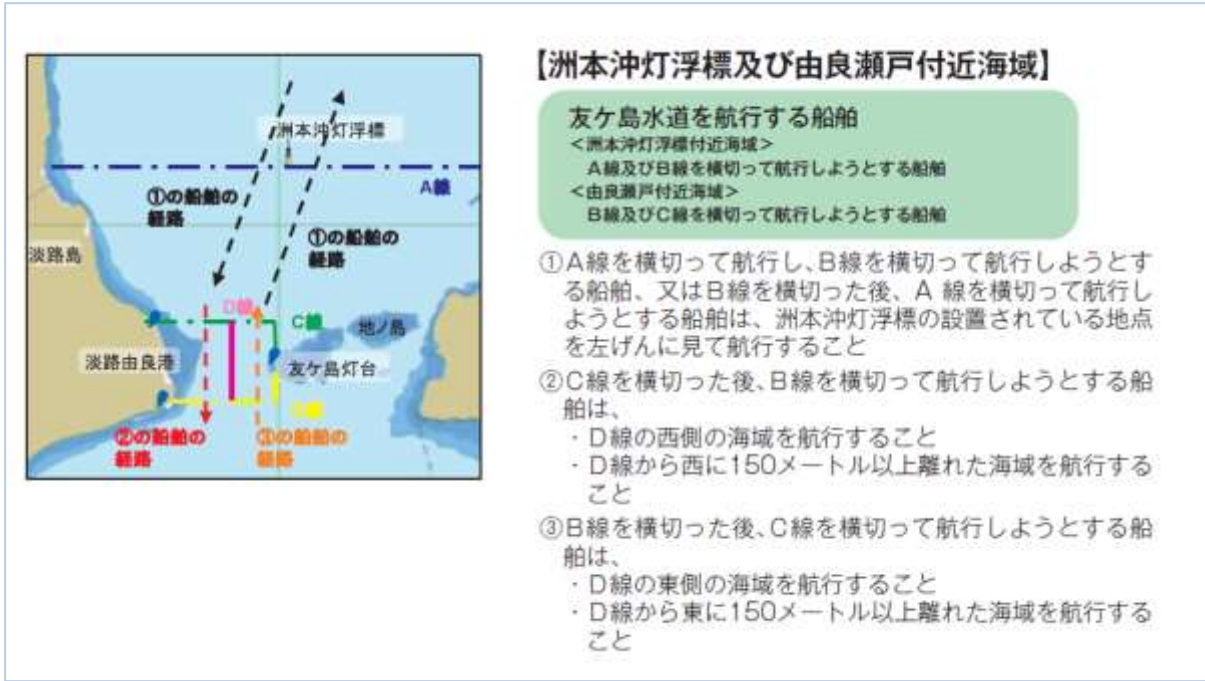 【洲本沖灯浮標及び由良瀬戸付近海域】
友ケ島水道を航行する船舶
<洲本沖灯浮標付近海域>
A線及びB線を横切って航行しようとする船舶
<由良瀬戸付近海域>
B線及びC線を横切って航行しようとする船舶
①A線を横切って航行し、B線を横切って航行しようとす
る船舶、又はB線を横切った後、A 線を横切って航行し
ようとする船舶は、洲本沖灯浮標の設置されている地点
を左げんに見て航行すること
②C線を横切った後、B線を横切って航行しようとする船
舶は、
・D線の西側の海域を航行すること
・D線から西に150メートル以上離れた海域を航行する
こと
③B線を横切った後、C線を横切って航行しようとする船
舶は、
・D線の東側の海域を航行すること
・D線から東に150メートル以上離れた海域を航行する
こと
洲本沖灯浮標
A線
①の船舶の
経路
①の船舶の
経路
淡路島
D線
C線
地ノ島
淡路由良港
友ケ島灯台
②の船舶の
経路
③の船舶の
経路